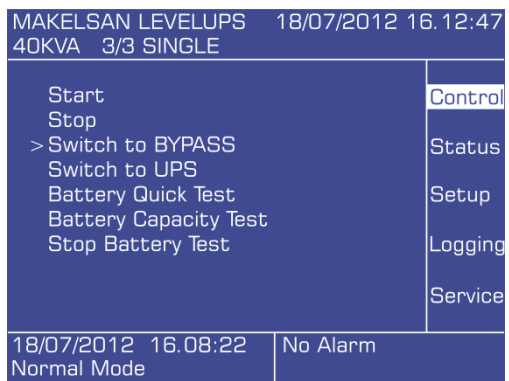 MAKELSAN LEVELUPS 18/07/2012 16.12:47
40KVA 3/3 SINGLE
Start
Stop
> Switch to BYPASS
Switch to UPS
Battery Quick Test
Battery Capacity Test
Stop Battery Test
Control
Status
Setup
Logging
Service
18/07/2012 16.08:22 No Alarm
Normal Mode